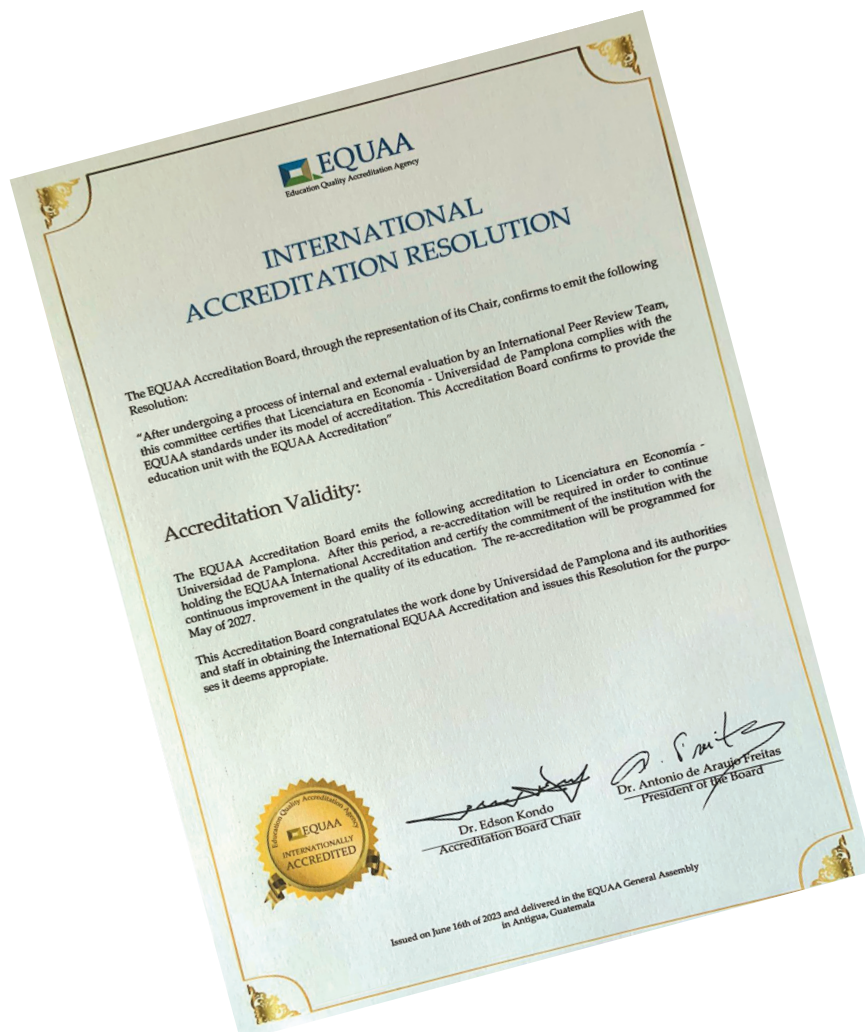 EQUAA
Education Quality Accreditation Agency
INTERNATIONAL
ACCREDITATION RESOLUTION
The EQUAA Accreditation Board, through the representation of its Chair, confirms to emit the following
Resolution:
"After undergoing a process of internal and external evaluation by an International Peer Review Team,
this committee certifies that Licenciatura en Economía - Universidad de Pamplona complies with the
EQUAA standards under its model of accreditation. This Accreditation Board confirms to provide the
education unit with the EQUAA Accreditation"
Accreditation Validity:
The EQUAA Accreditation Board emits the following accreditation to Licenciatura en Economía -
Universidad de Pamplona. After this period, a re-accreditation will be required in order to continue
holding the EQUAA International Accreditation and certify the commitment of the institution with the
continuous improvement in the quality of its education. The re-accreditation will be programmed for
May of 2027.
This Accreditation Board congratulates the work done by Universidad de Pamplona and its authorities
and staff in obtaining the International EQUAA Accreditation and issues this Resolution for the purpo-
ses it deems appropiate.
Education Quality Accreditation Agency
EQUAA
INTERNATIONALLY
ACCREDITED
Dr. Edson Kondo
Accreditation Board Chair
Dr. Antonio de Araujo Freitas
President of the Board
Issued on June 16th of 2023 and delivered in the EQUAA General Assembly
in Antigua, Guatemala